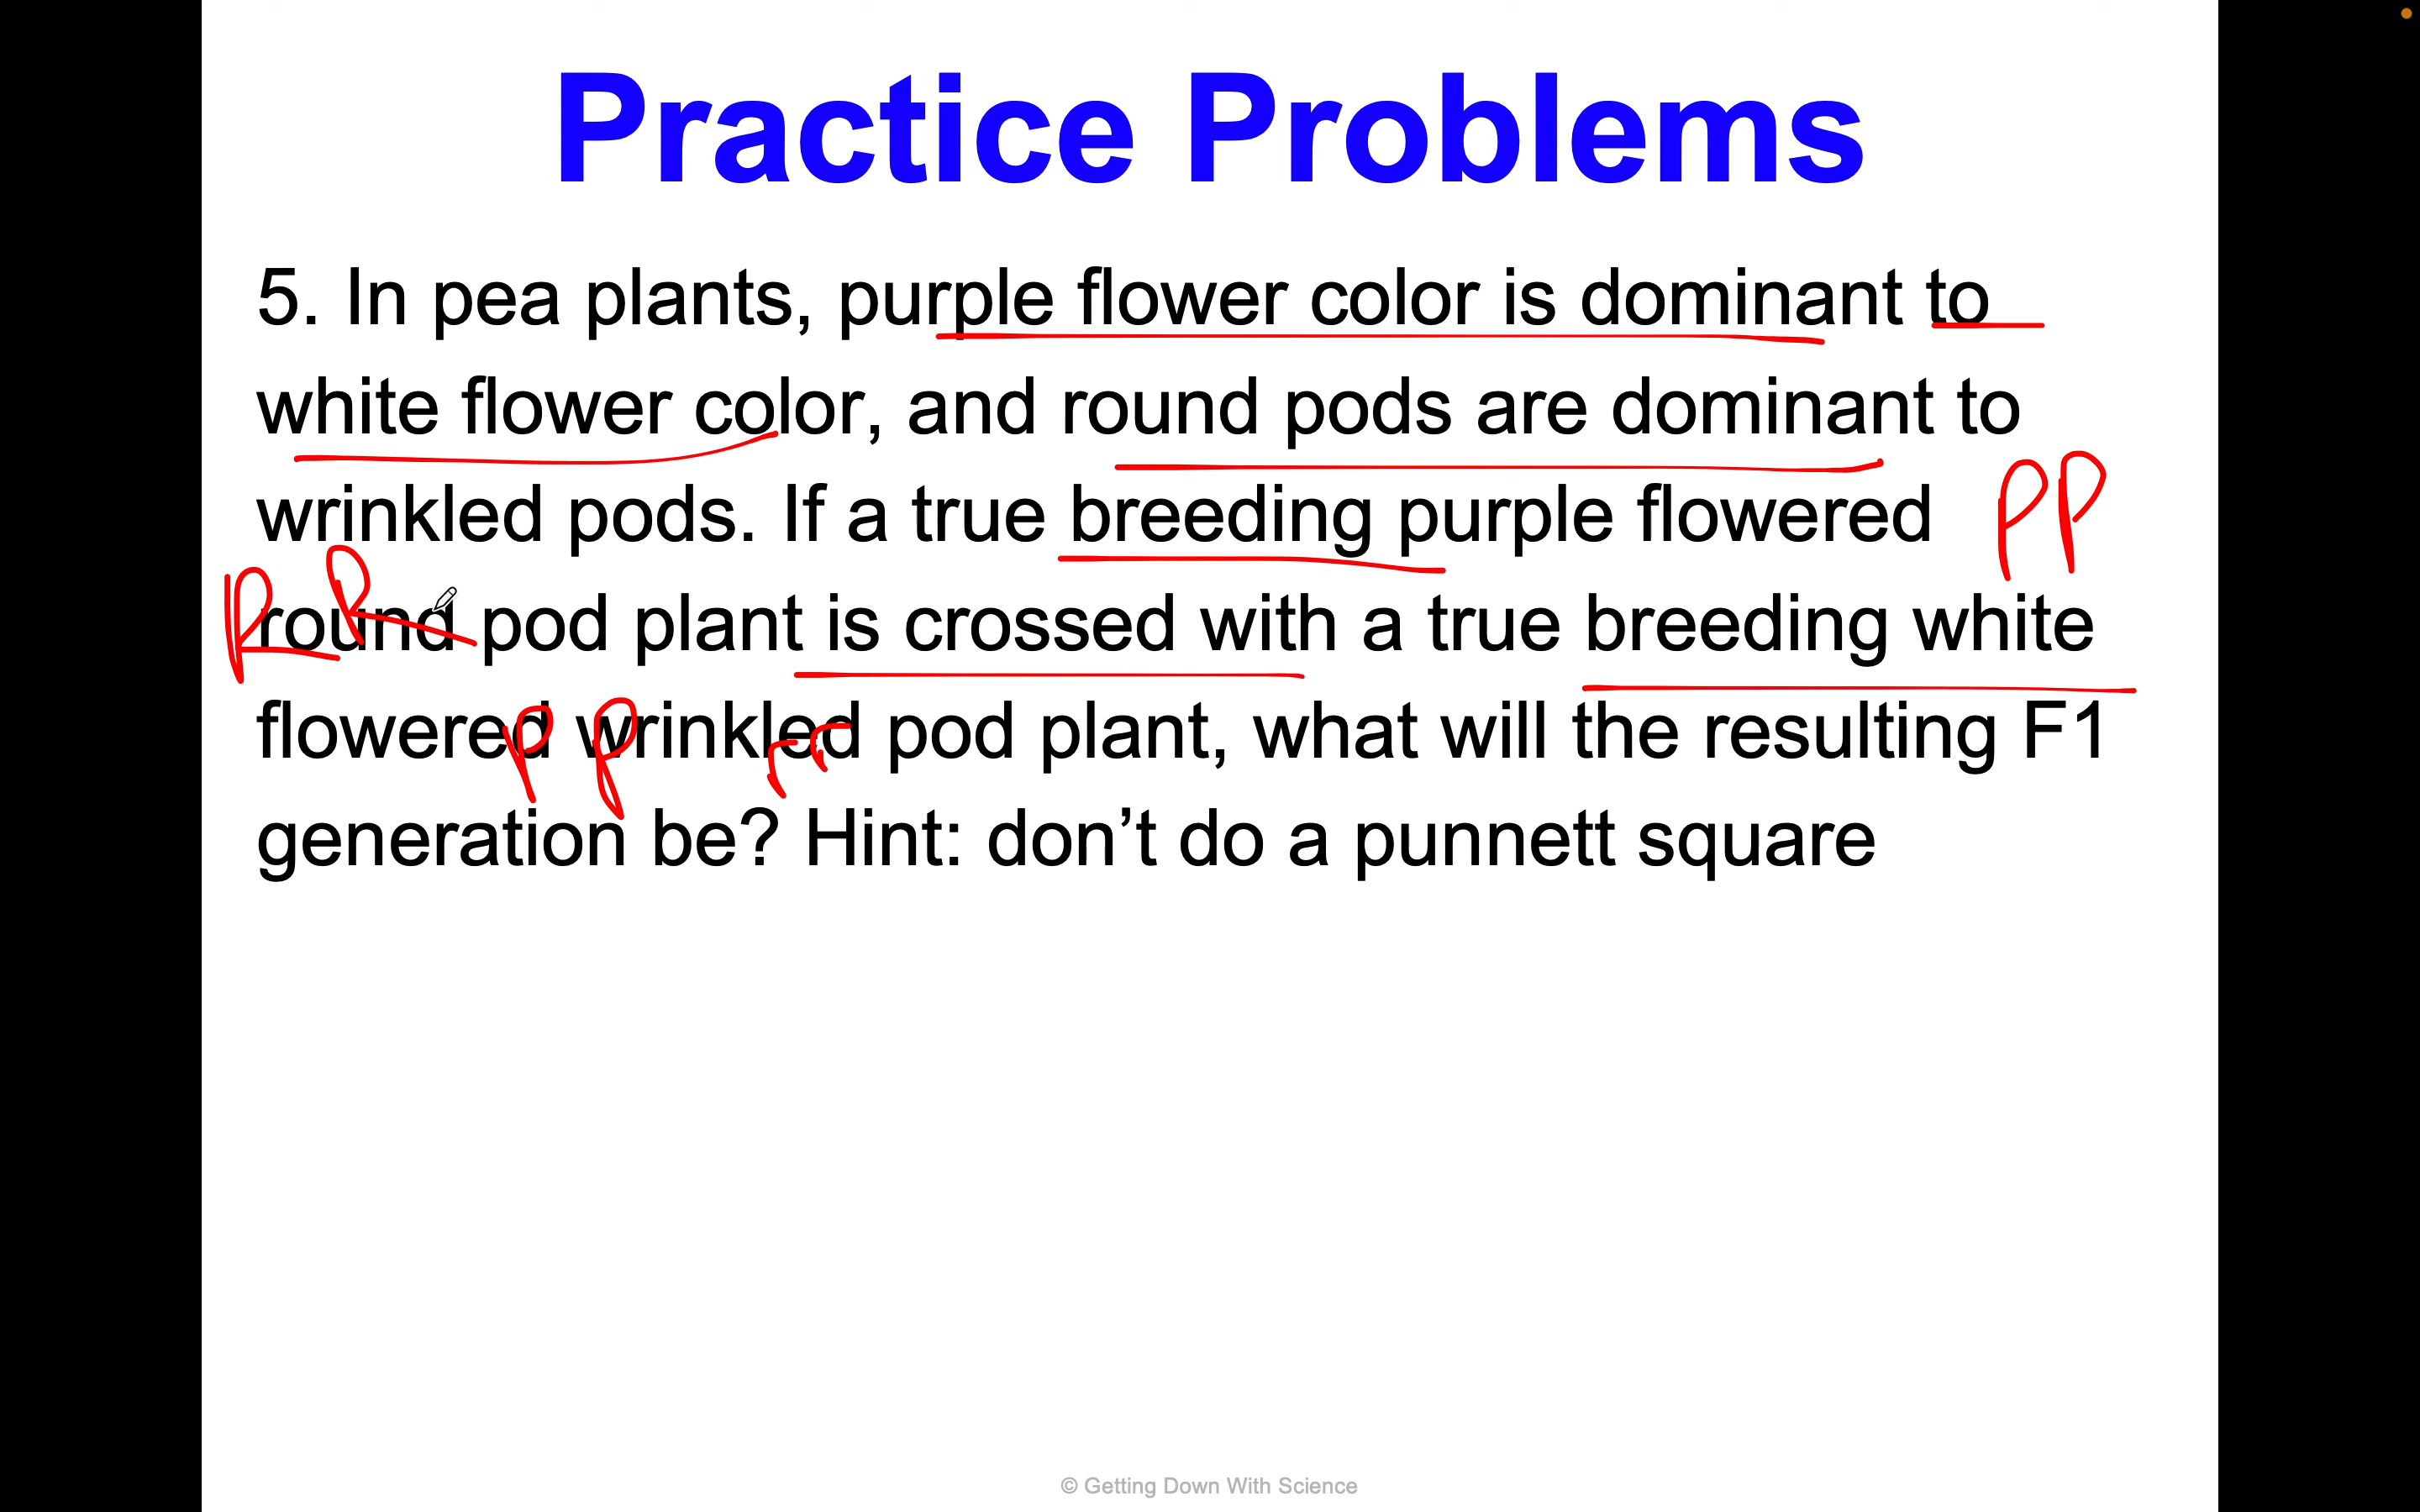 Practice Problems
5. In pea plants, purple flower color is dominant to
white flower color, and round pods are dominant to
wrinkled pods. If a true breeding purple flowered PP
RR
round pod plant is crossed with a true breeding white
flowered wrinkled pod plant, what will the resulting F1
pp rr
generation be? Hint: don’t do a punnett square
© Getting Down With Science